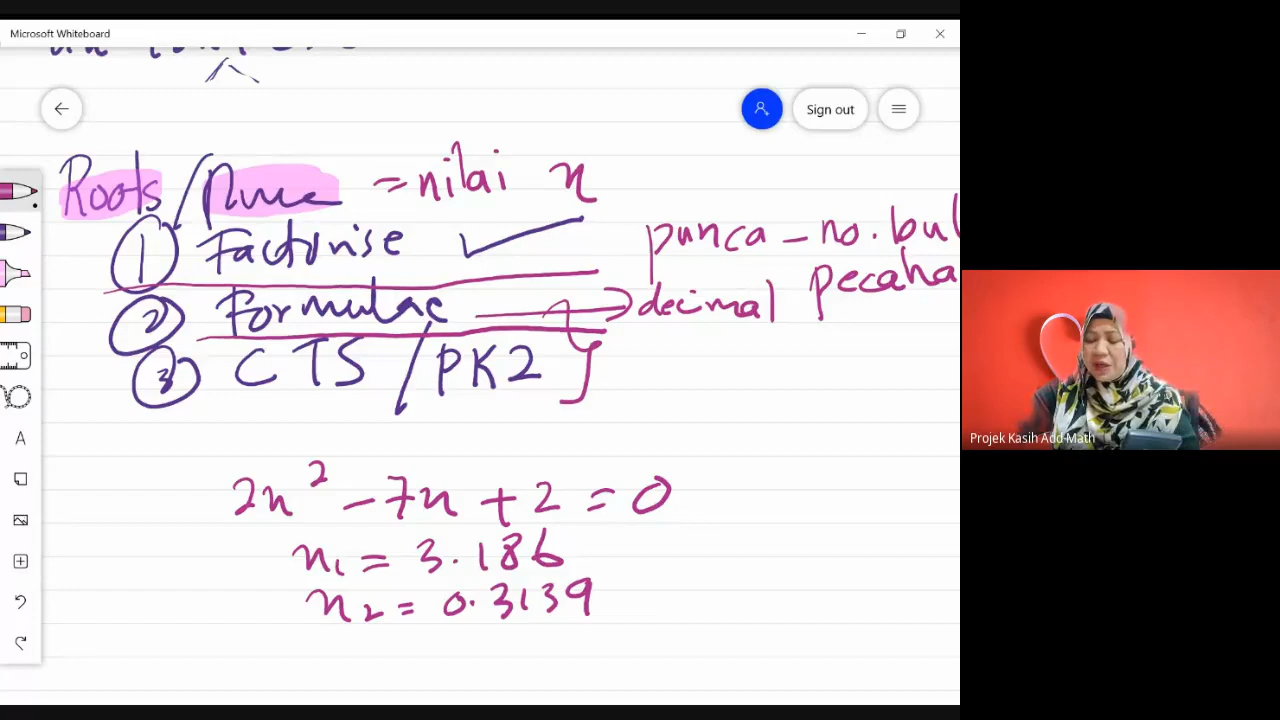 Microsoft Whiteboard
Sign out
Roots / Punca = nilai x
① Factorise ✓
punca - no. bul
pecaha
② Formulae → decimal
③ CTS / PK2
2x² - 7x + 2 = 0
x₁ = 3.186
x₂ = 0.3139
A
Projek Kasih Add Math